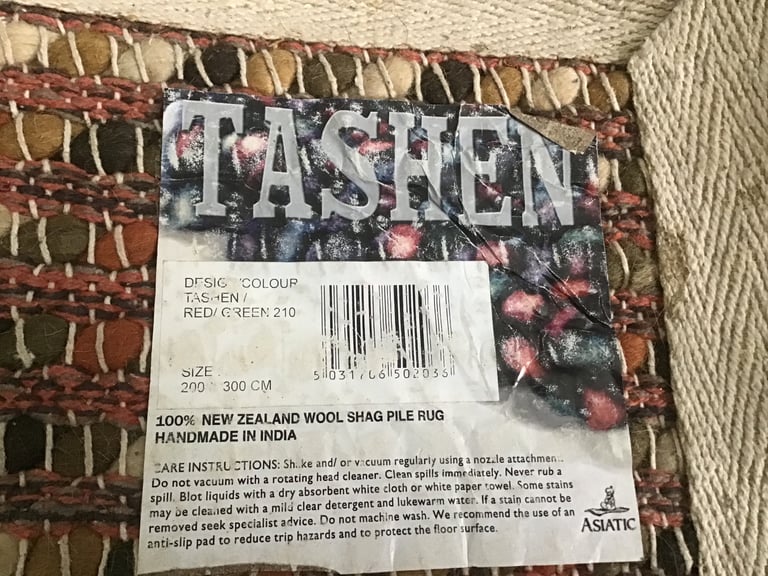 TASHEN
DESIGN/COLOUR
TASHEN /
RED/ GREEN 210
SIZE
200 300 CM
5 031706 502036
100% NEW ZEALAND WOOL SHAG PILE RUG
HANDMADE IN INDIA
CARE INSTRUCTIONS: Shake and/ or vacuum regularly using a nozzle attachment.
Do not vacuum with a rotating head cleaner. Clean spills immediately. Never rub a
spill. Blot liquids with a dry absorbent white cloth or white paper towel. Some stains
may be cleaned with a mild clear detergent and lukewarm water. If a stain cannot be
removed seek specialist advice. Do not machine wash. We recommend the use of an
anti-slip pad to reduce trip hazards and to protect the floor surface.
ASIATIC